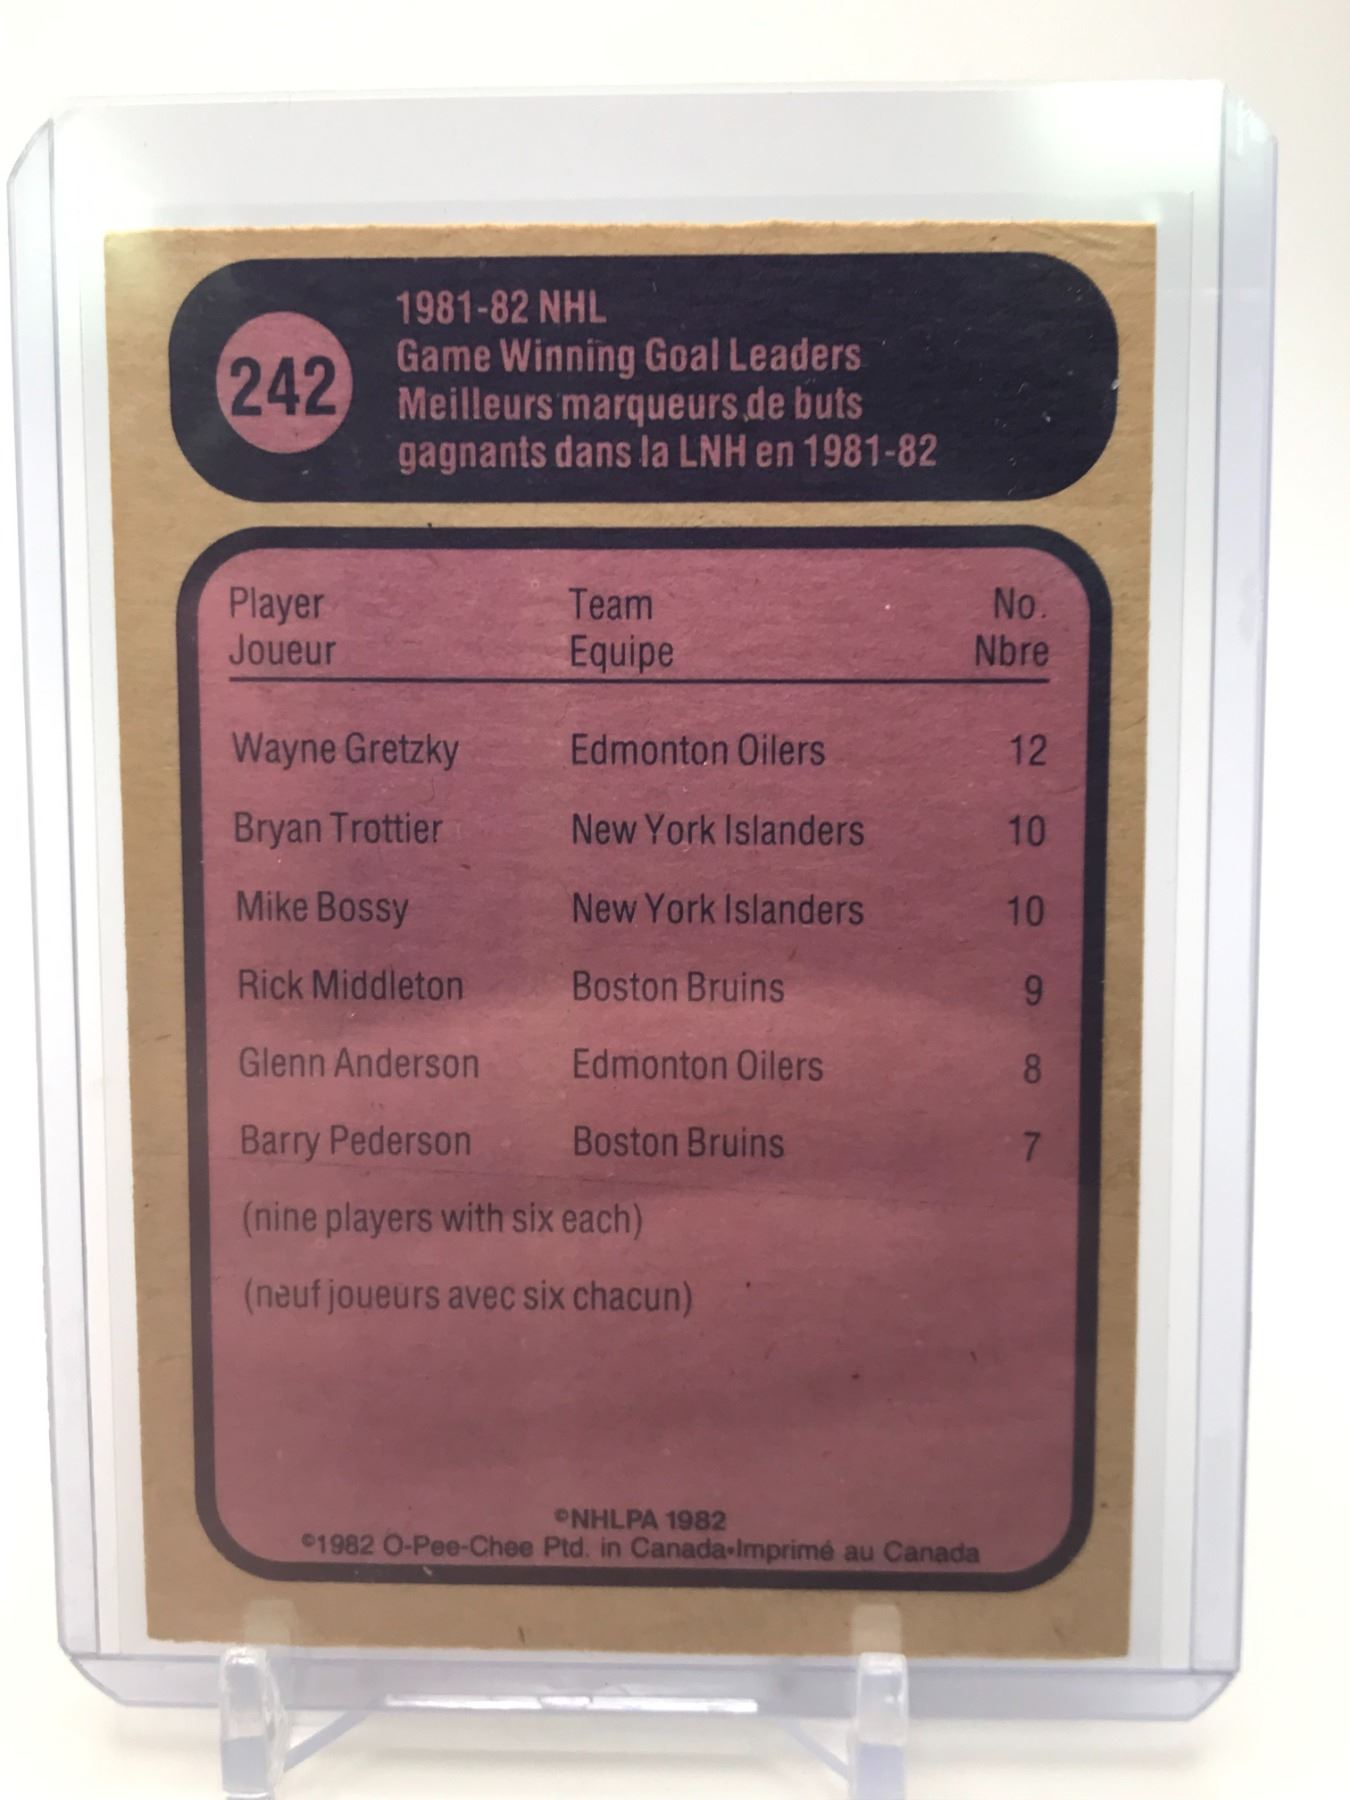 242
1981-82 NHL
Game Winning Goal Leaders
Meilleurs marqueurs de buts
gagnants dans la LNH en 1981-82
Player Team No.
Joueur Equipe Nbre
Wayne Gretzky Edmonton Oilers 12
Bryan Trottier New York Islanders 10
Mike Bossy New York Islanders 10
Rick Middleton Boston Bruins 9
Glenn Anderson Edmonton Oilers 8
Barry Pederson Boston Bruins 7
(nine players with six each)
(neuf joueurs avec six chacun)
©NHLPA 1982
©1982 O-Pee-Chee Ptd. in Canada•Imprimé au Canada